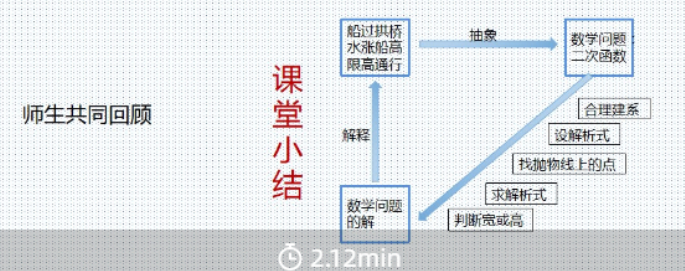 师生共同回顾
课
堂
小
结
船过拱桥
水涨船高
限高通行
抽象
数学问题:
二次函数
合理建系
设解析式
找抛物线上的点
求解析式
判断宽或高
解释
数学问题
的解
2.12min